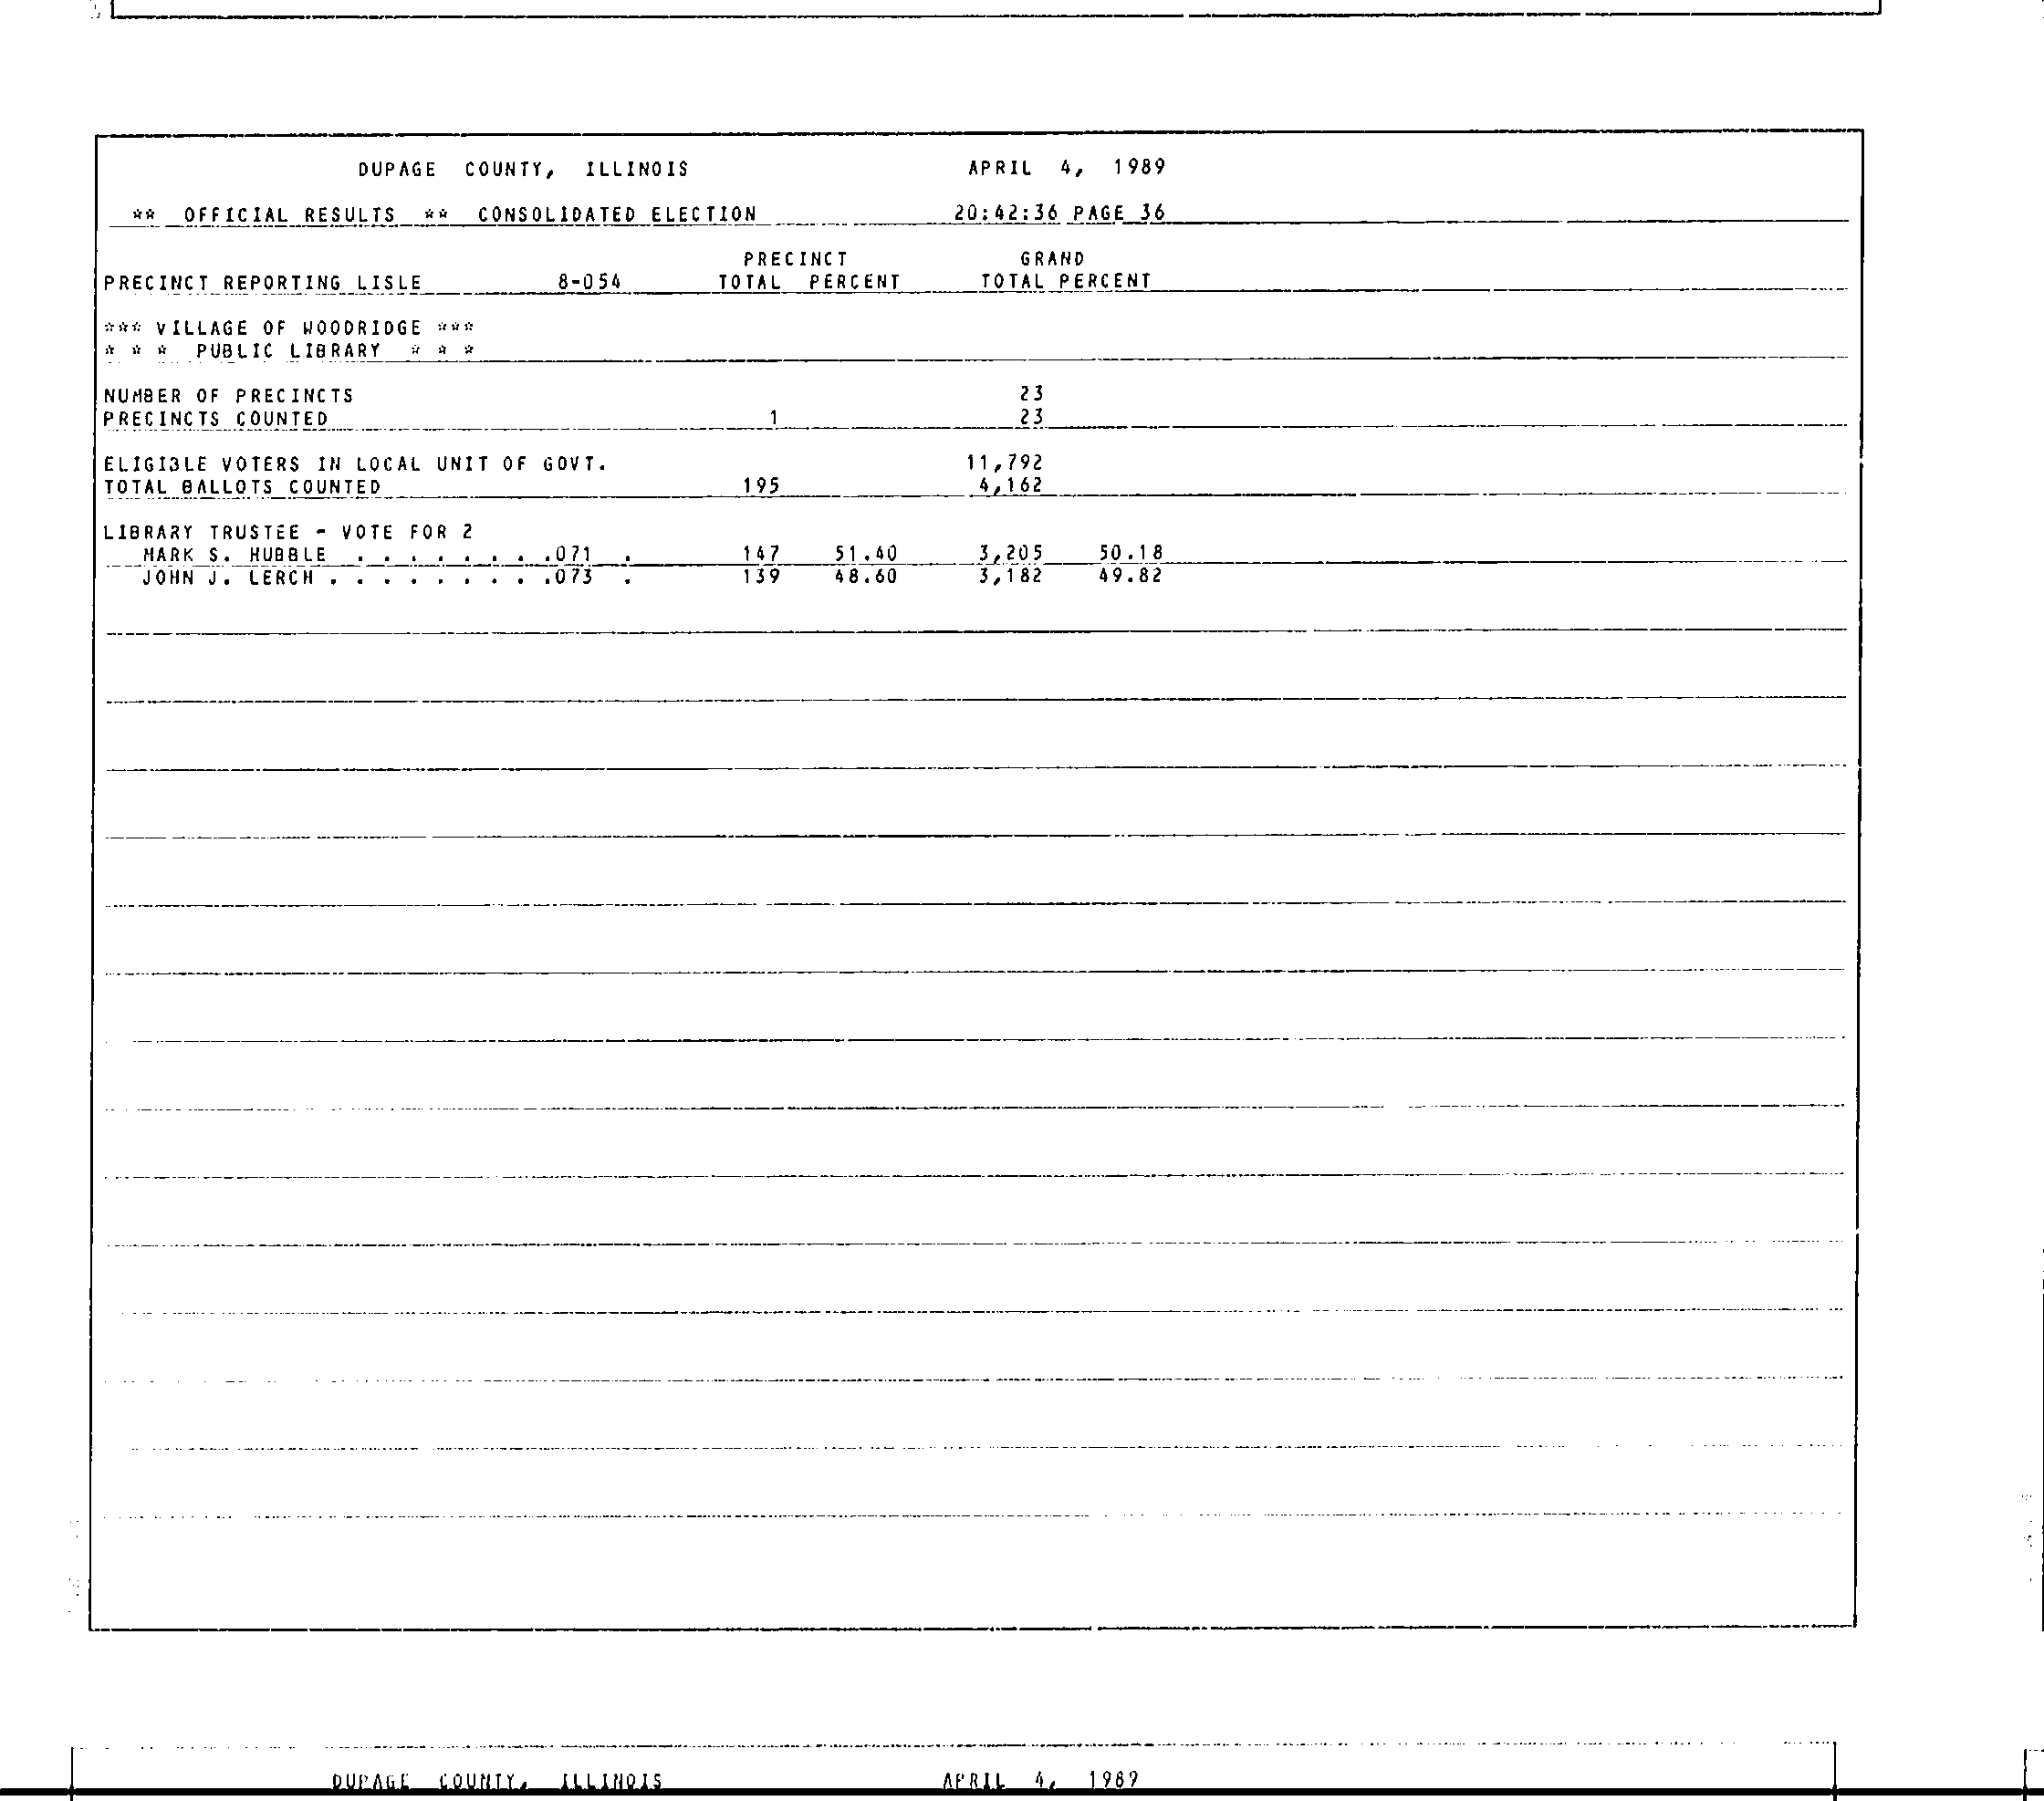 DUPAGE COUNTY, ILLINOIS APRIL 4, 1989
** OFFICIAL RESULTS ** CONSOLIDATED ELECTION 20:42:36 PAGE 36
PRECINCT GRAND
PRECINCT REPORTING LISLE 8-054 TOTAL PERCENT TOTAL PERCENT
*** VILLAGE OF WOODRIDGE ***
* * * PUBLIC LIBRARY * * *
NUMBER OF PRECINCTS 23
PRECINCTS COUNTED 1 23
ELIGIBLE VOTERS IN LOCAL UNIT OF GOVT. 11,792
TOTAL BALLOTS COUNTED 195 4,162
LIBRARY TRUSTEE - VOTE FOR 2
MARK S. HUBBLE . . . . . . . .071 . 147 51.40 3,205 50.18
JOHN J. LERCH . . . . . . . . .073 . 139 48.60 3,182 49.82
DUPAGE COUNTY, ILLINOIS APRIL 4, 1989